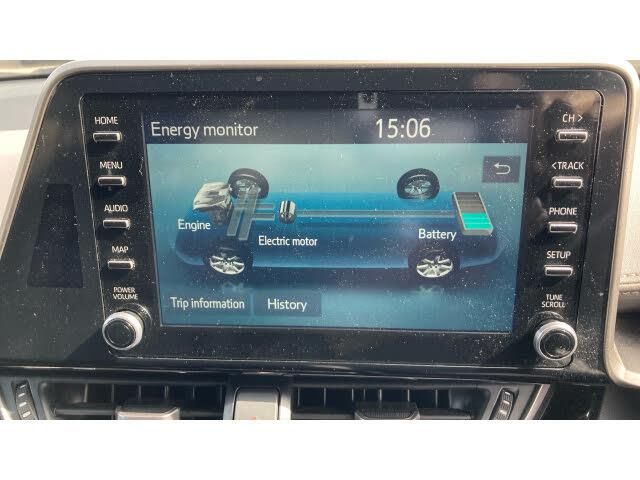 HOME
MENU
AUDIO
MAP
POWER
VOLUME
Energy monitor 15:06
Engine
Electric motor
Battery
Trip information History
CH >
< TRACK
PHONE
SETUP
TUNE
SCROLL